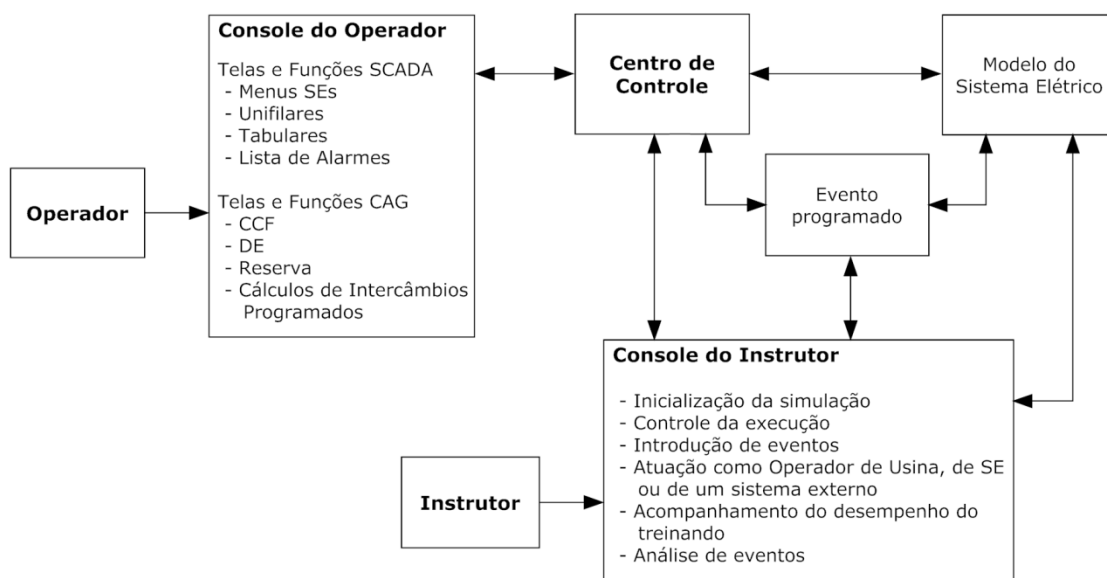 Console do Operador
Telas e Funções SCADA
- Menus SEs
- Unifilares
- Tabulares
- Lista de Alarmes
Telas e Funções CAG
- CCF
- DE
- Reserva
- Cálculos de Intercâmbios
Programados
Operador
Centro de
Controle
Modelo do
Sistema Elétrico
Evento
programado
Console do Instrutor
- Inicialização da simulação
- Controle da execução
- Introdução de eventos
- Atuação como Operador de Usina, de SE
ou de um sistema externo
- Acompanhamento do desempenho do
treinando
- Análise de eventos
Instrutor